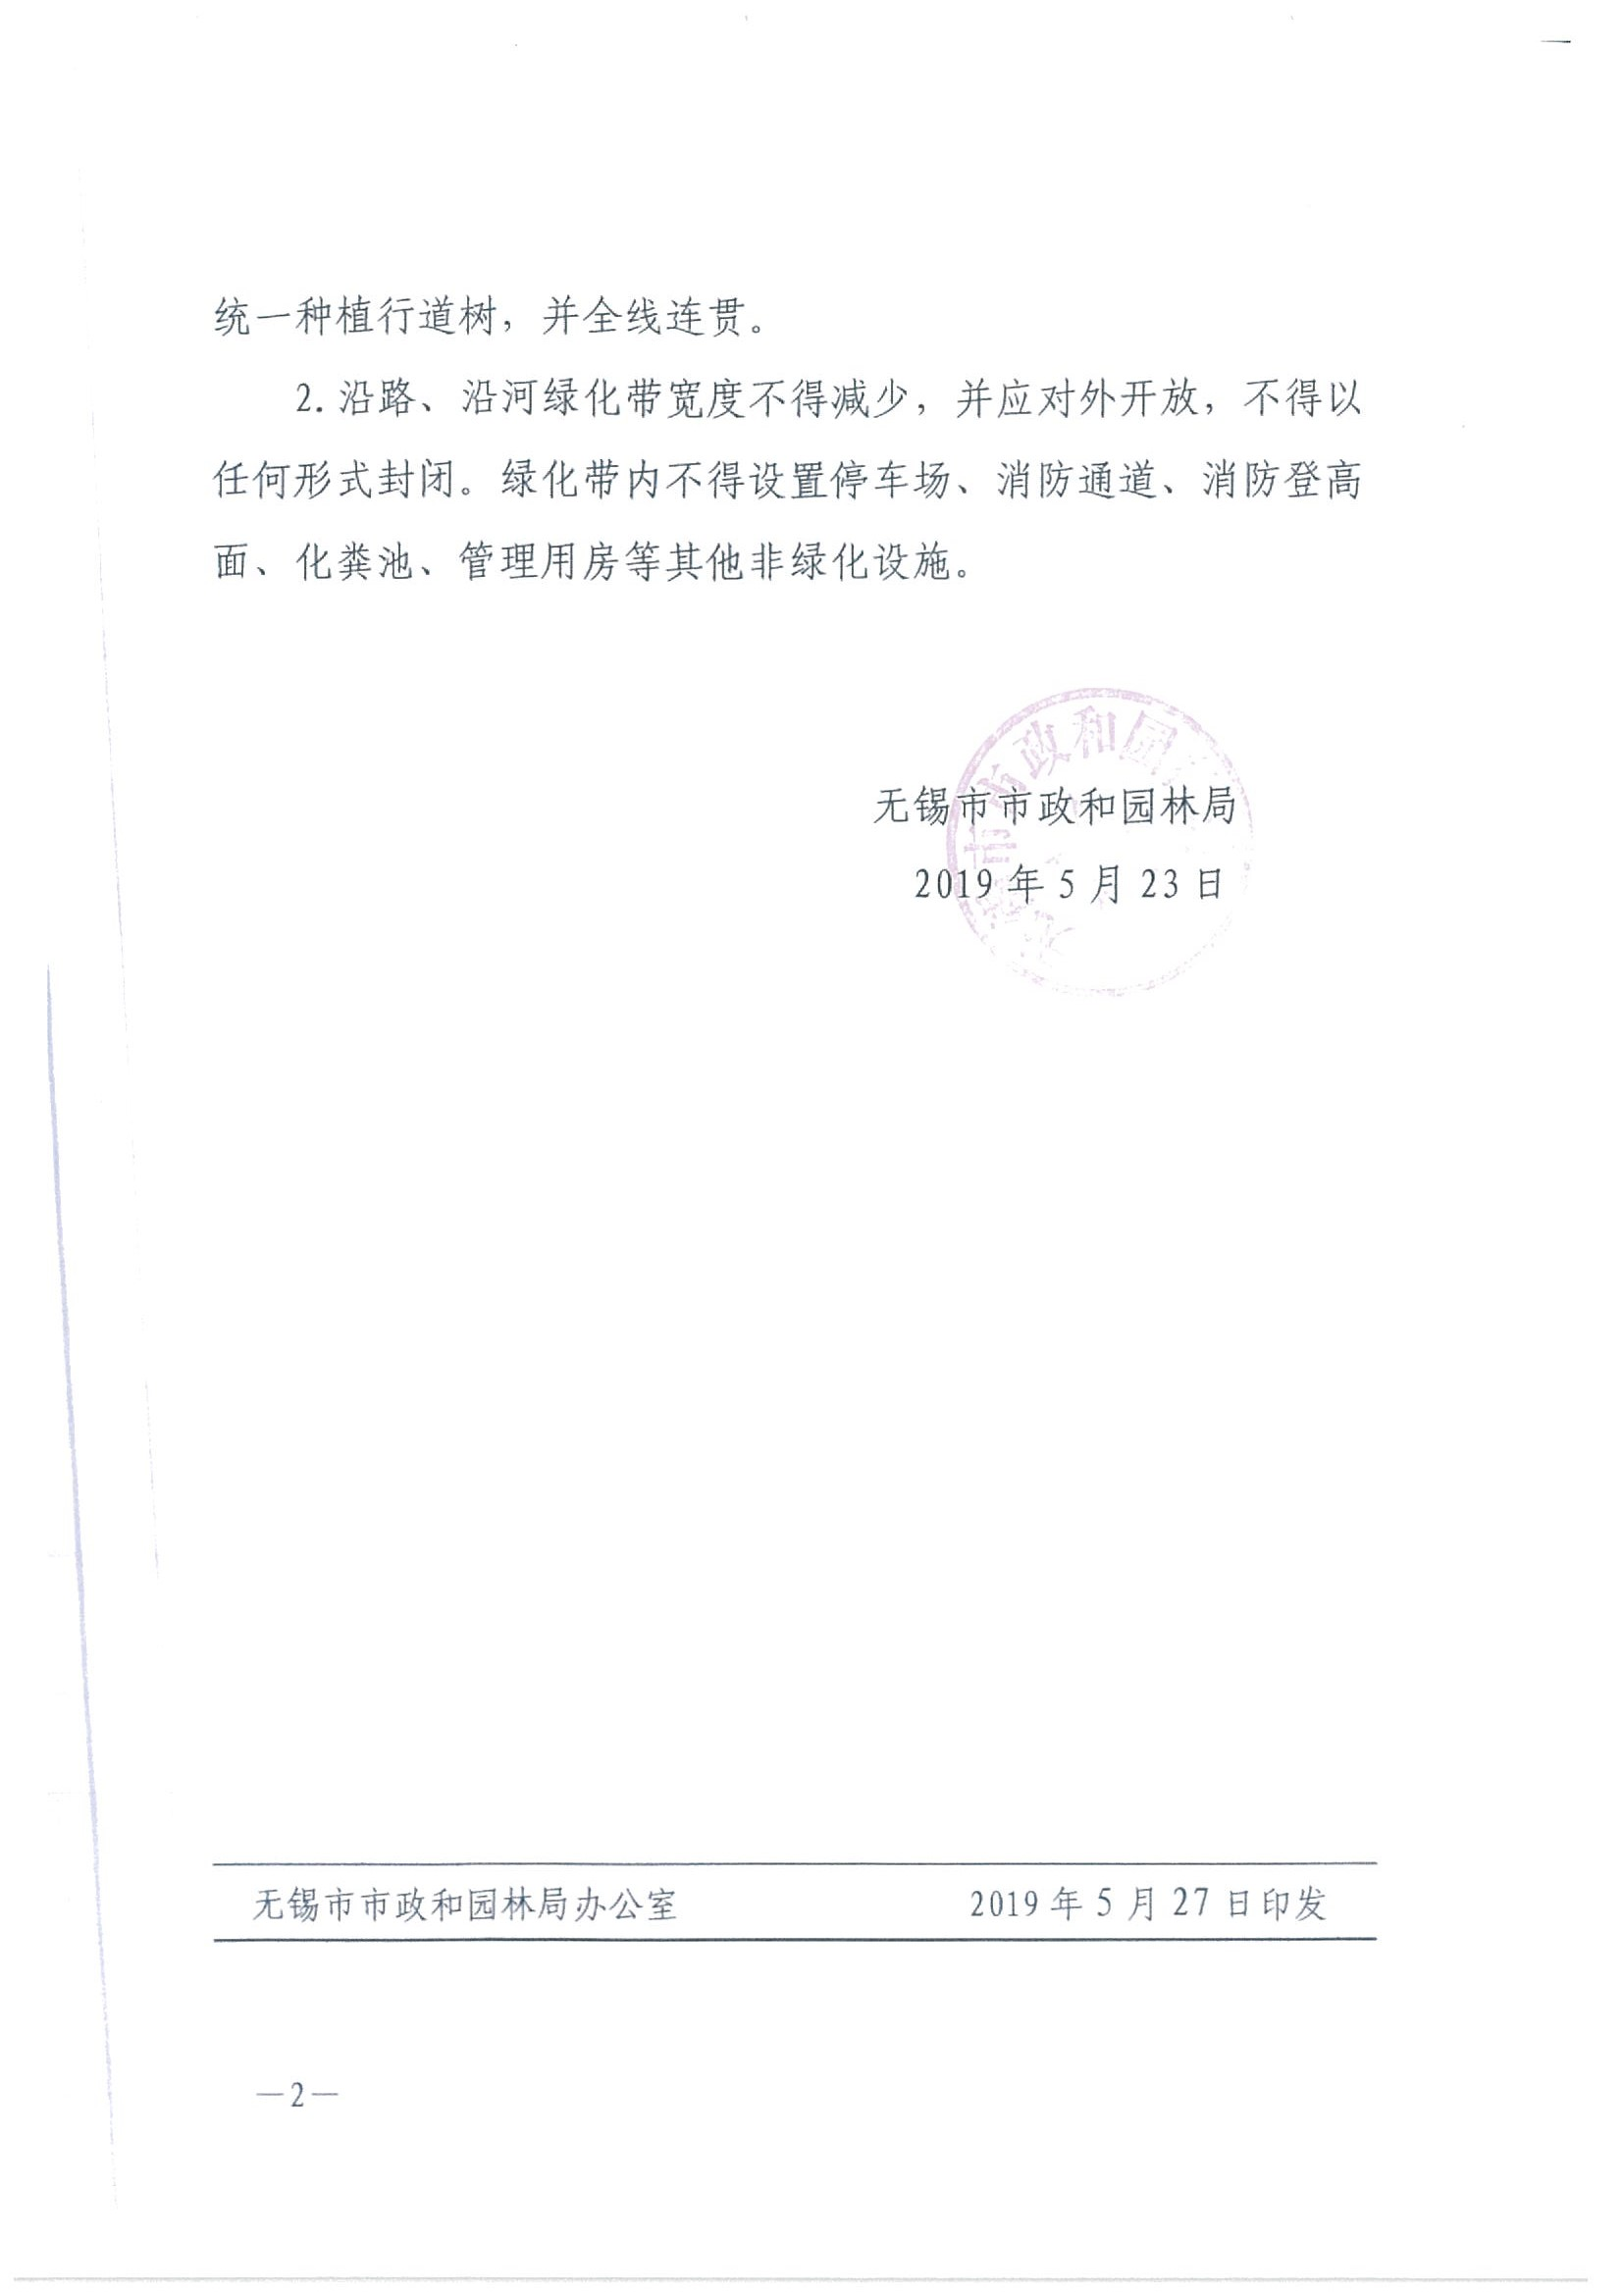 统一种植行道树，并全线连贯。
2.沿路、沿河绿化带宽度不得减少，并应对外开放，不得以
任何形式封闭。绿化带内不得设置停车场、消防通道、消防登高
面、化粪池、管理用房等其他非绿化设施。
无锡市市政和园林局
2019年5月23日
无锡市市政和园林局办公室 2019年5月27日印发
—2—